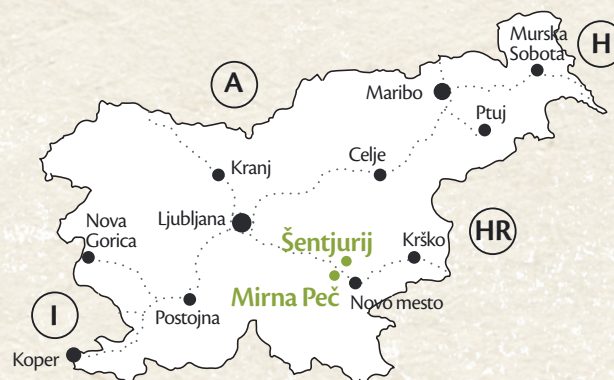 Murska
Sobota
H
A
Maribo
Ptuj
Kranj
Celje
Nova
Gorica
Ljubljana
HR
Šentjurij
Krško
Mirna Peč
Novo mesto
I
Postojna
Koper